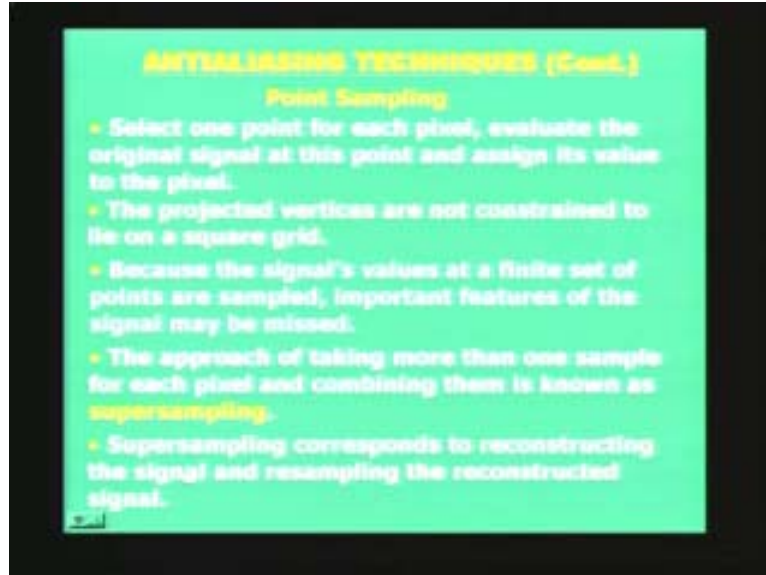 ANTIALIASING TECHNIQUES (Cont.)
Point Sampling
• Select one point for each pixel, evaluate the
original signal at this point and assign its value
to the pixel.
• The projected vertices are not constrained to
lie on a square grid.
• Because the signal's values at a finite set of
points are sampled, important features of the
signal may be missed.
• The approach of taking more than one sample
for each pixel and combining them is known as
supersampling.
• Supersampling corresponds to reconstructing
the signal and resampling the reconstructed
signal.